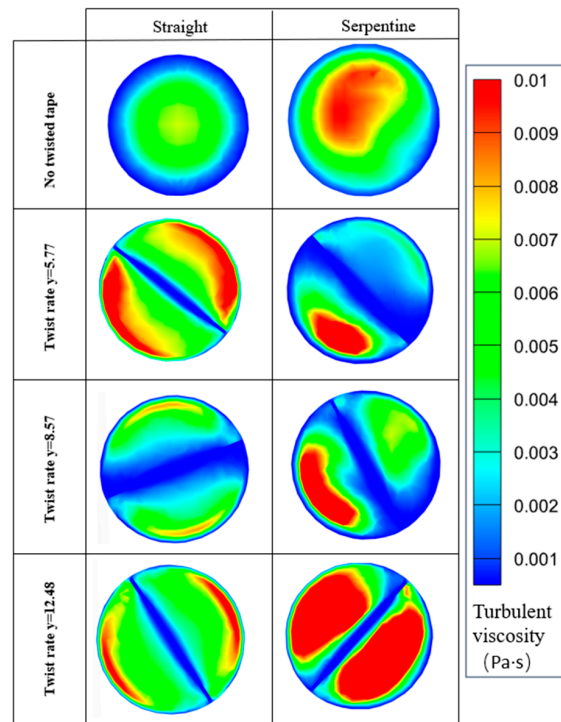 Straight
Serpentine
No twisted tape
Twist rate y=5.77
Twist rate y=8.57
Twist rate y=12.48
0.01
0.009
0.008
0.007
0.006
0.005
0.004
0.003
0.002
0.001
Turbulent
viscosity
（Pa·s）